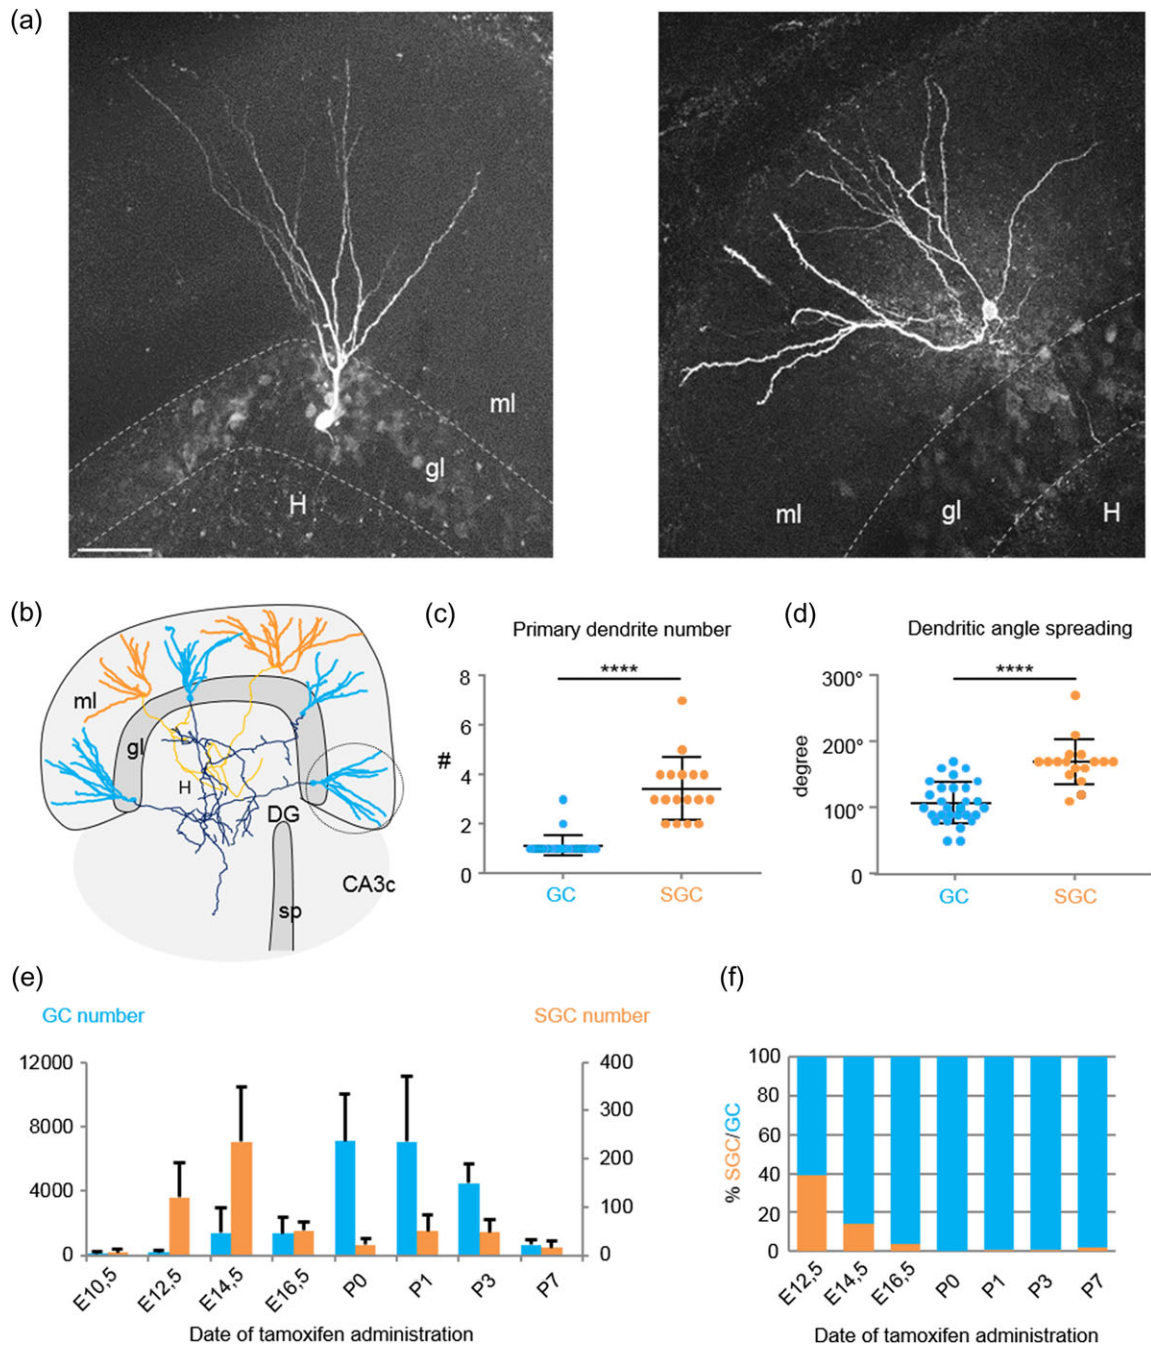 (a)
ml
gl
H
ml
gl
H
(b)
ml
gl
H
DG
CA3c
sp
(c)
Primary dendrite number
****
8
6
#
4
2
0
GC
SGC
(d)
Dendritic angle spreading
****
300°
200°
degree
100°
0
GC
SGC
(e)
GC number
SGC number
12000
8000
4000
0
400
300
200
100
0
E10,5
E12,5
E14,5
E16,5
P0
P1
P3
P7
Date of tamoxifen administration
(f)
% SGC/GC
100
80
60
40
20
0
E12,5
E14,5
E16,5
P0
P1
P3
P7
Date of tamoxifen administration